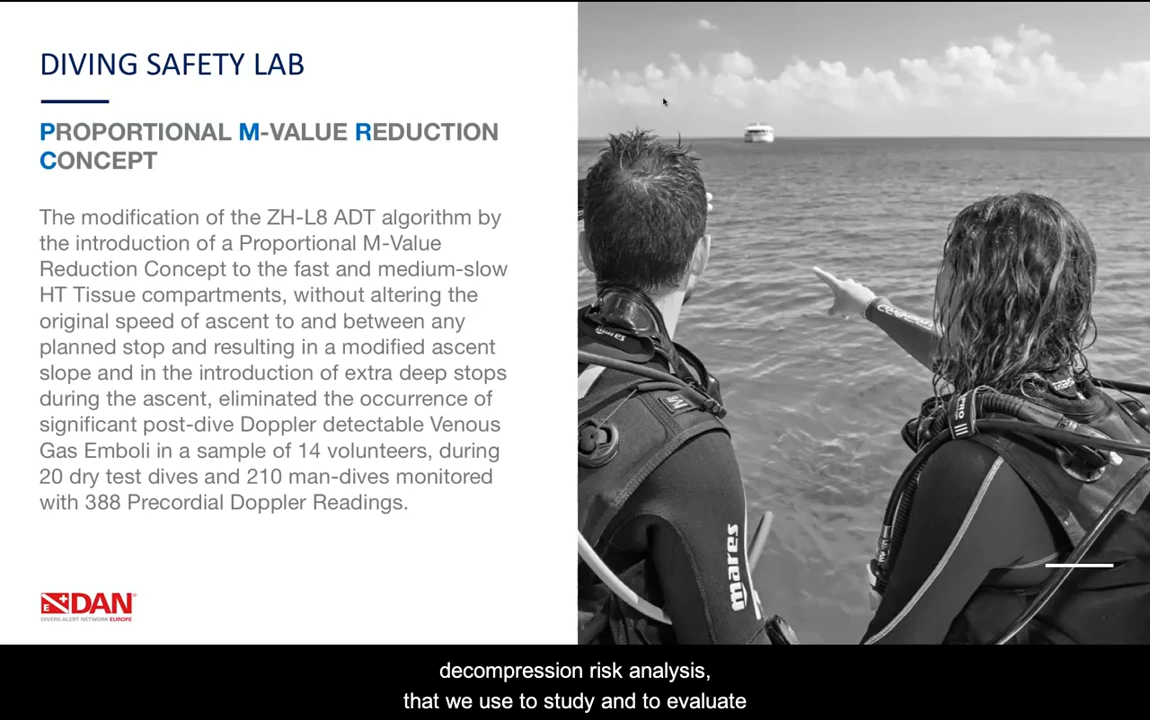 DIVING SAFETY LAB
PROPORTIONAL M-VALUE REDUCTION
CONCEPT
The modification of the ZH-L8 ADT algorithm by
the introduction of a Proportional M-Value
Reduction Concept to the fast and medium-slow
HT Tissue compartments, without altering the
original speed of ascent to and between any
planned stop and resulting in a modified ascent
slope and in the introduction of extra deep stops
during the ascent, eliminated the occurrence of
significant post-dive Doppler detectable Venous
Gas Emboli in a sample of 14 volunteers, during
20 dry test dives and 210 man-dives monitored
with 388 Precordial Doppler Readings.
DAN
DIVERS ALERT NETWORK EUROPE
mares
PRO III
decompression risk analysis,
that we use to study and to evaluate